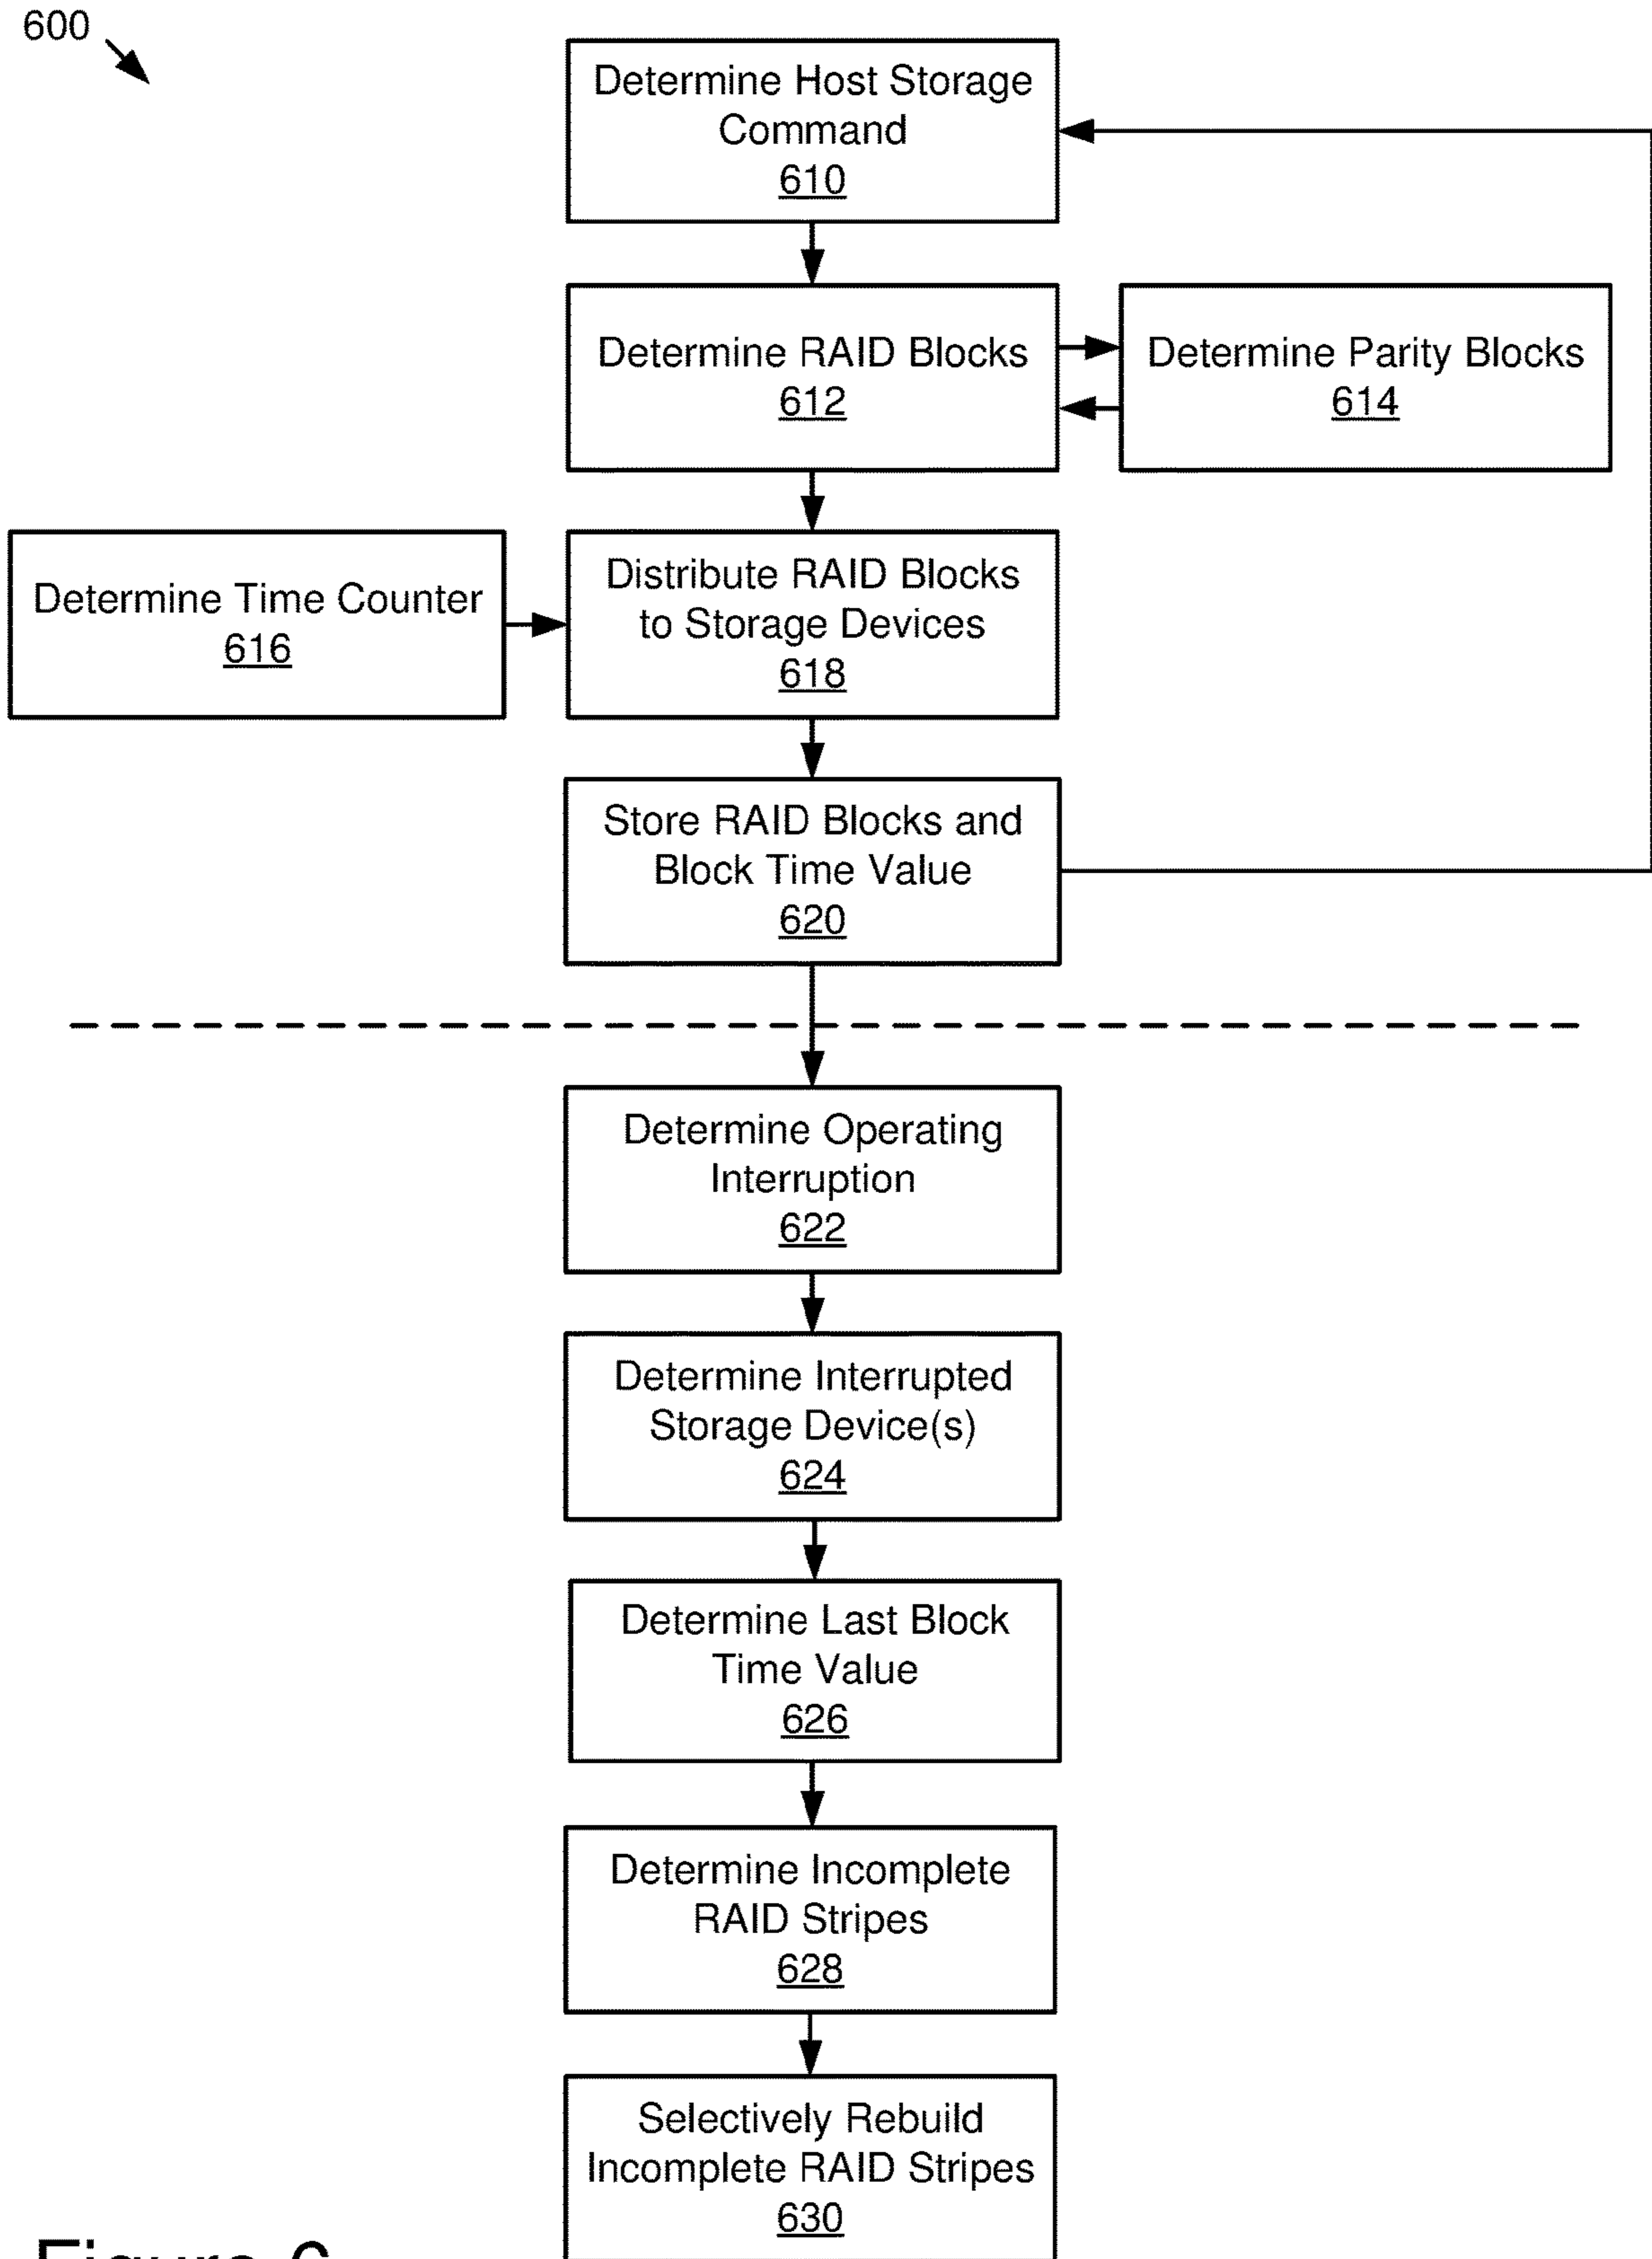 600
Determine Host Storage
Command
610
Determine RAID Blocks
612
Determine Parity Blocks
614
Determine Time Counter
616
Distribute RAID Blocks
to Storage Devices
618
Store RAID Blocks and
Block Time Value
620
Determine Operating
Interruption
622
Determine Interrupted
Storage Device(s)
624
Determine Last Block
Time Value
626
Determine Incomplete
RAID Stripes
628
Selectively Rebuild
Incomplete RAID Stripes
630
Figure 6